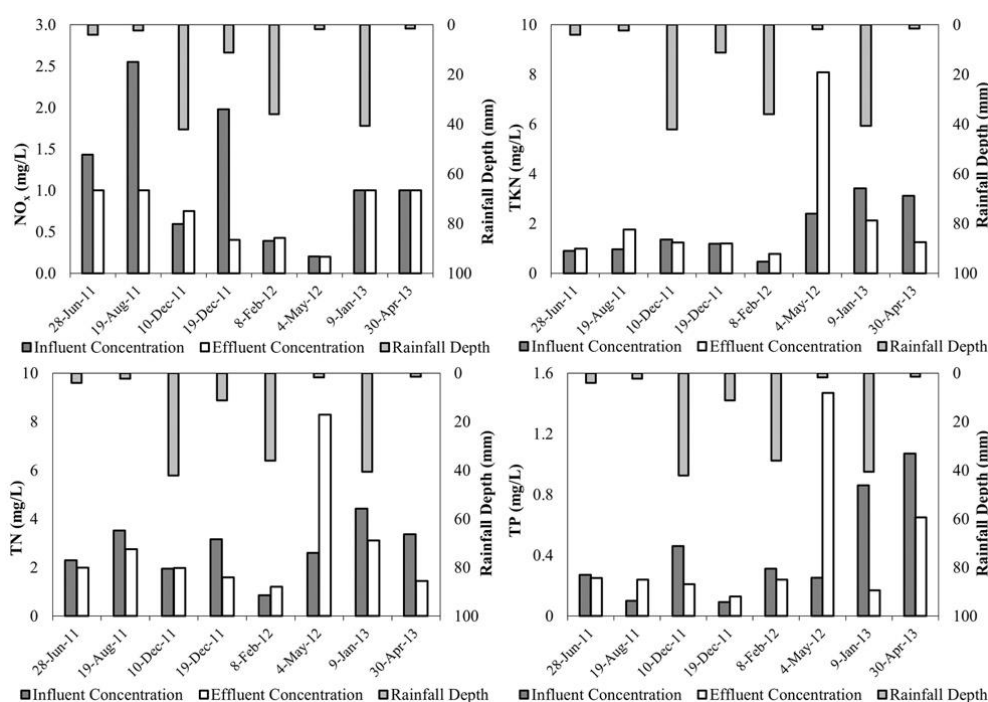 3.0
2.5
2.0
1.5
1.0
0.5
0.0
NOx (mg/L)
0
20
40
60
80
100
Rainfall Depth (mm)
28-Jun-11
19-Aug-11
10-Dec-11
19-Dec-11
8-Feb-12
4-May-12
9-Jan-13
30-Apr-13
Influent Concentration Effluent Concentration Rainfall Depth
10
8
6
4
2
0
TKN (mg/L)
0
20
40
60
80
100
Rainfall Depth (mm)
28-Jun-11
19-Aug-11
10-Dec-11
19-Dec-11
8-Feb-12
4-May-12
9-Jan-13
30-Apr-13
Influent Concentration Effluent Concentration Rainfall Depth
10
8
6
4
2
0
TN (mg/L)
0
20
40
60
80
100
Rainfall Depth (mm)
28-Jun-11
19-Aug-11
10-Dec-11
19-Dec-11
8-Feb-12
4-May-12
9-Jan-13
30-Apr-13
Influent Concentration Effluent Concentration Rainfall Depth
1.6
1.2
0.8
0.4
0
TP (mg/L)
0
20
40
60
80
100
Rainfall Depth (mm)
28-Jun-11
19-Aug-11
10-Dec-11
19-Dec-11
8-Feb-12
4-May-12
9-Jan-13
30-Apr-13
Influent Concentration Effluent Concentration Rainfall Depth